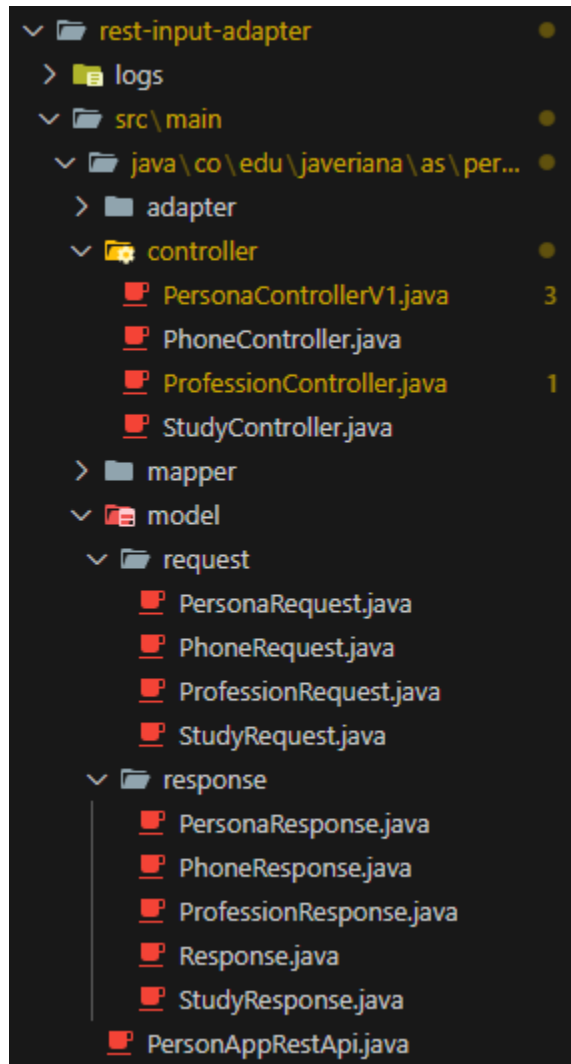 rest-input-adapter
logs
src\main
java\co\edu\javeriana\as\per...
adapter
controller
PersonaControllerV1.java 3
PhoneController.java
ProfessionController.java 1
StudyController.java
mapper
model
request
PersonaRequest.java
PhoneRequest.java
ProfessionRequest.java
StudyRequest.java
response
PersonaResponse.java
PhoneResponse.java
ProfessionResponse.java
Response.java
StudyResponse.java
PersonAppRestApi.java